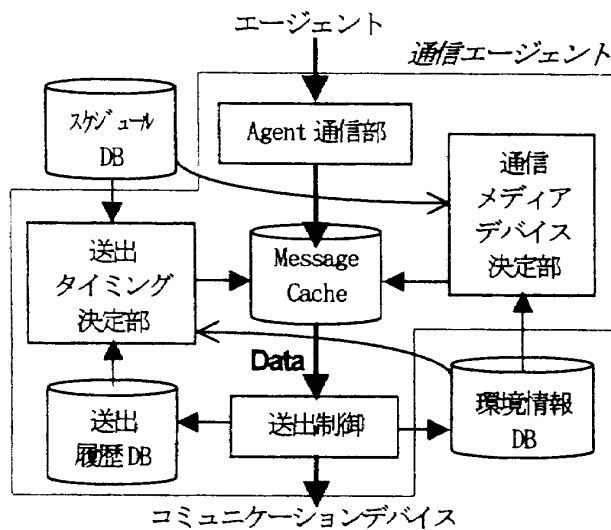 エージェント
通信エージェント
スケジュール
DB
Agent 通信部
通信
メディア
デバイス
決定部
送出
タイミング
決定部
Message
Cache
Data
送出
履歴DB
送出制御
環境情報
DB
コミュニケーションデバイス